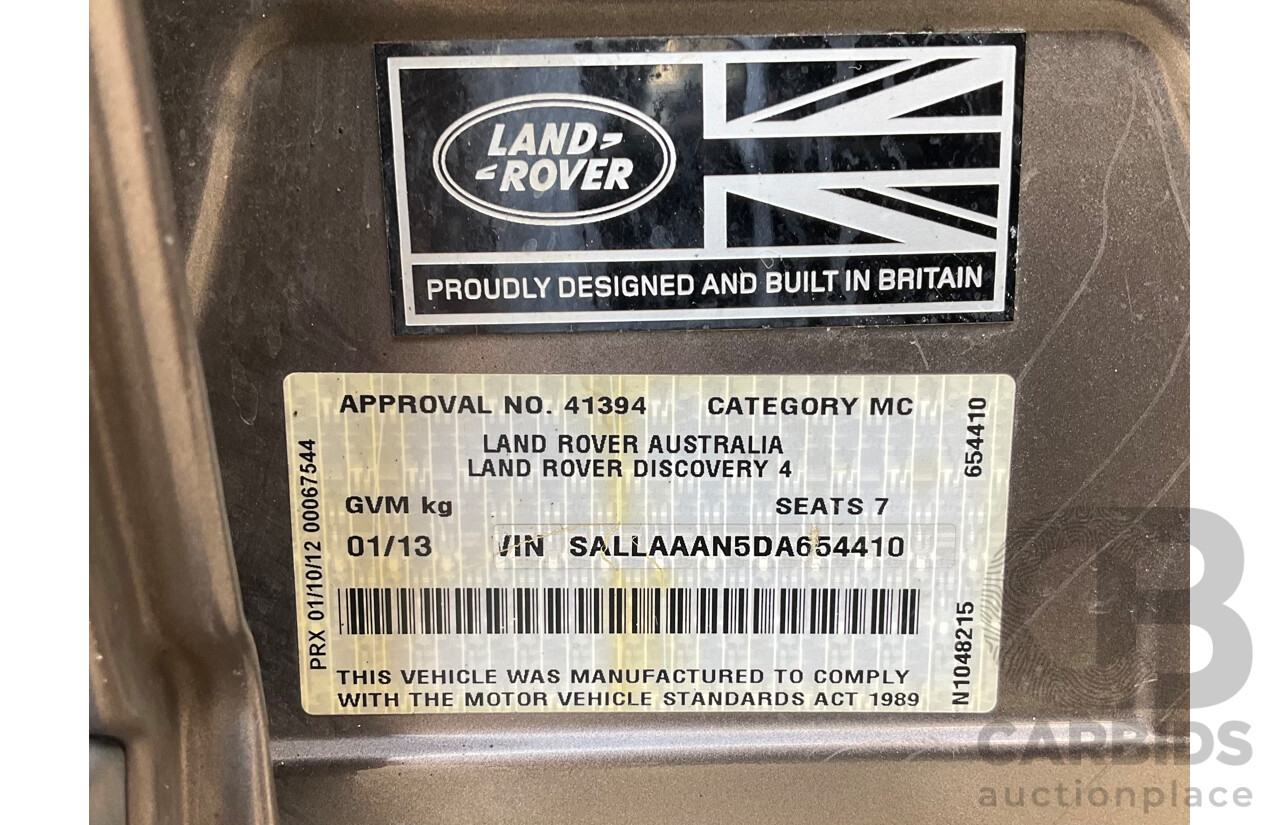 LAND
ROVER
PROUDLY DESIGNED AND BUILT IN BRITAIN
APPROVAL NO. 41394 CATEGORY MC
LAND ROVER AUSTRALIA
LAND ROVER DISCOVERY 4
GVM kg SEATS 7
01/13 VIN SALLAAAN5DA654410
THIS VEHICLE WAS MANUFACTURED TO COMPLY
WITH THE MOTOR VEHICLE STANDARDS ACT 1989
PRX 01/10/12 00067544
654410
N1048215
CARBIDS
auctionplace